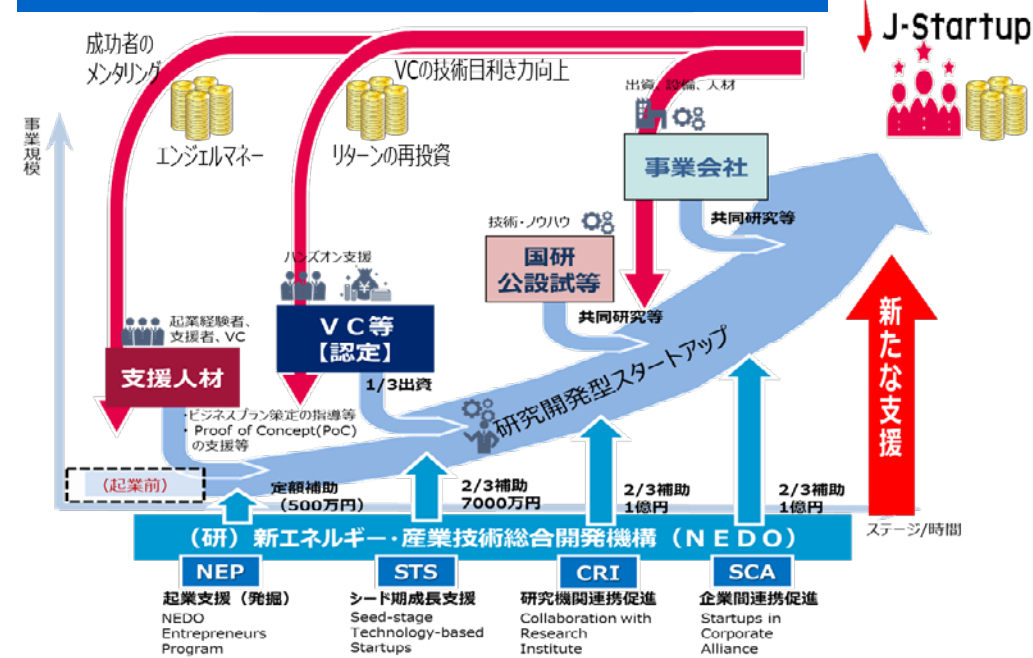 J-Startup
成功者の
メンタリング
VCの技術目利き力向上
出資、設備、人材
事業規模
エンジェルマネー
リターンの再投資
事業会社
共同研究等
技術・ノウハウ
国研
公設試等
共同研究等
ハンズオン支援
VC等
【認定】
1/3出資
起業経験者、
支援者、VC
支援人材
・ビジネスプラン策定の指導等
・Proof of Concept(PoC)
の支援等
研究開発型スタートアップ
新たな支援
(起業前)
定額補助
(500万円)
2/3補助
7000万円
2/3補助
1億円
2/3補助
1億円
ステージ/時間
(研)新エネルギー・産業技術総合開発機構(NEDO)
NEP
起業支援(発掘)
NEDO
Entrepreneurs
Program
STS
シード期成長支援
Seed-stage
Technology-based
Startups
CRI
研究機関連携促進
Collaboration with
Research
Institute
SCA
企業間連携促進
Startups in
Corporate
Alliance